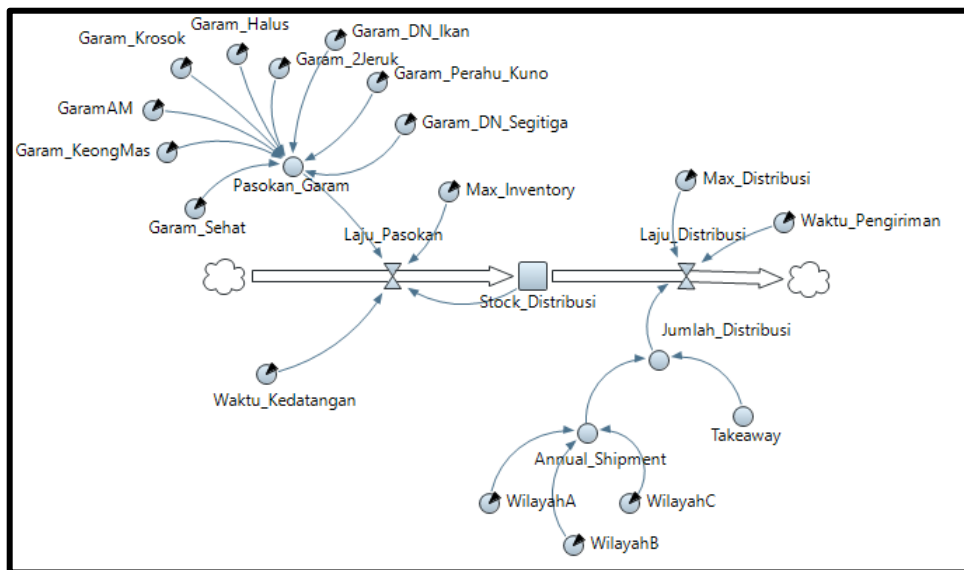 Garam_Halus
Garam_DN_Ikan
Garam_Krosok
Garam_2Jeruk
Garam_Perahu_Kuno
GaramAM
Garam_DN_Segitiga
Garam_KeongMas
Pasokan_Garam
Max_Inventory
Max_Distribusi
Garam_Sehat
Waktu_Pengiriman
Laju_Pasokan
Laju_Distribusi
Stock_Distribusi
Jumlah_Distribusi
Waktu_Kedatangan
Takeaway
Annual_Shipment
WilayahA
WilayahC
WilayahB